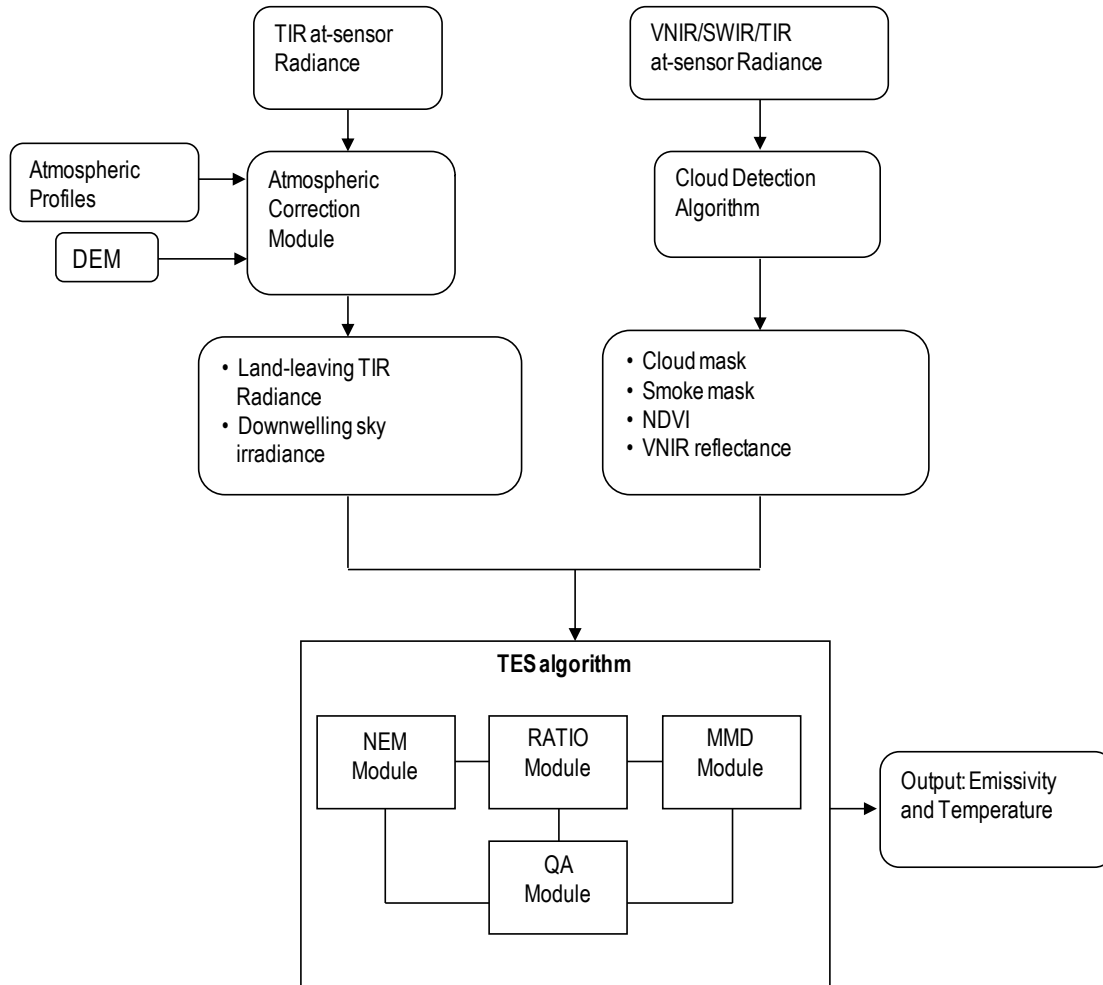 TIR at-sensor
Radiance
VNIR/SWIR/TIR
at-sensor Radiance
Atmospheric
Profiles
Atmospheric
Correction
Module
Cloud Detection
Algorithm
DEM
• Land-leaving TIR
Radiance
• Downwelling sky
irradiance
• Cloud mask
• Smoke mask
• NDVI
• VNIR reflectance
TES algorithm
NEM
Module
RATIO
Module
MMD
Module
QA
Module
Output: Emissivity
and Temperature